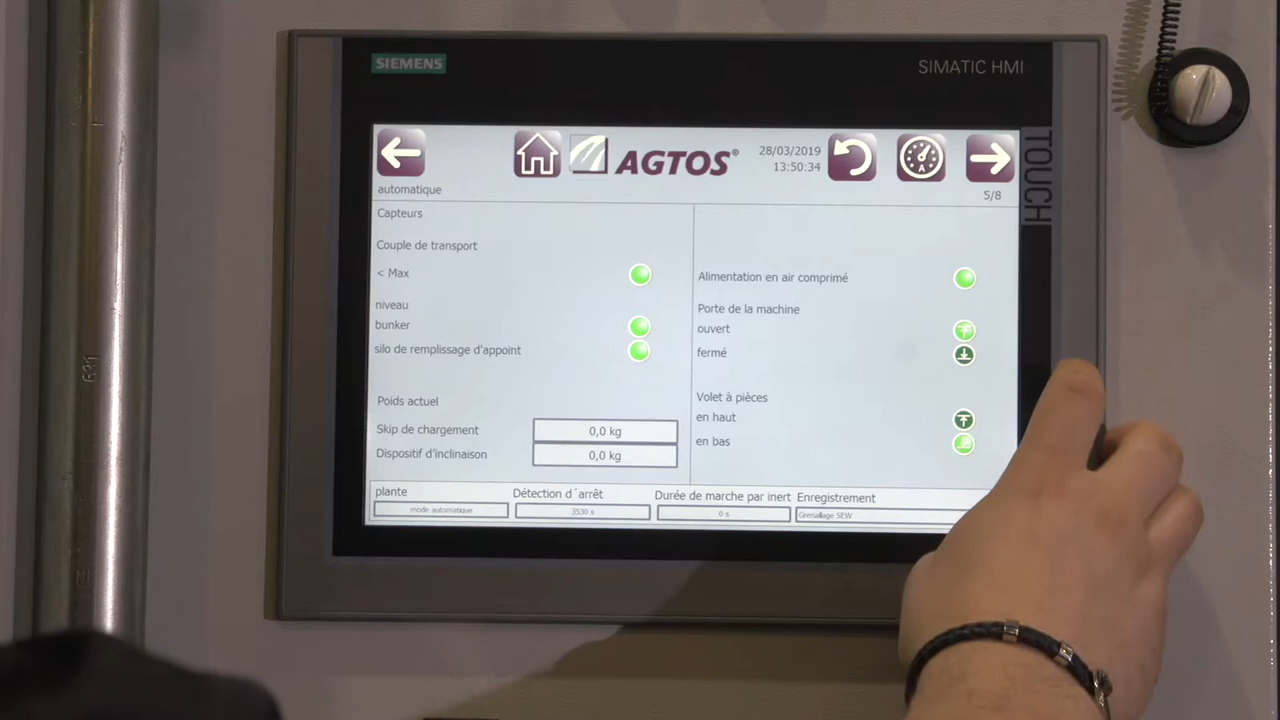 SIEMENS
SIMATIC HMI
TOUCH
AGTOS®
28/03/2019
13:50:34
A
automatique
5/8
Capteurs
Couple de transport
< Max
niveau
bunker
silo de remplissage d'appoint
Poids actuel
Skip de chargement 0,0 kg
Dispositif d'inclinaison 0,0 kg
Alimentation en air comprimé
Porte de la machine
ouvert
fermé
Volet à pièces
en haut
en bas
plante Détection d´arrêt Durée de marche par inert Enregistrement
mode automatique 3530 s 0 s Grenaillage SEW